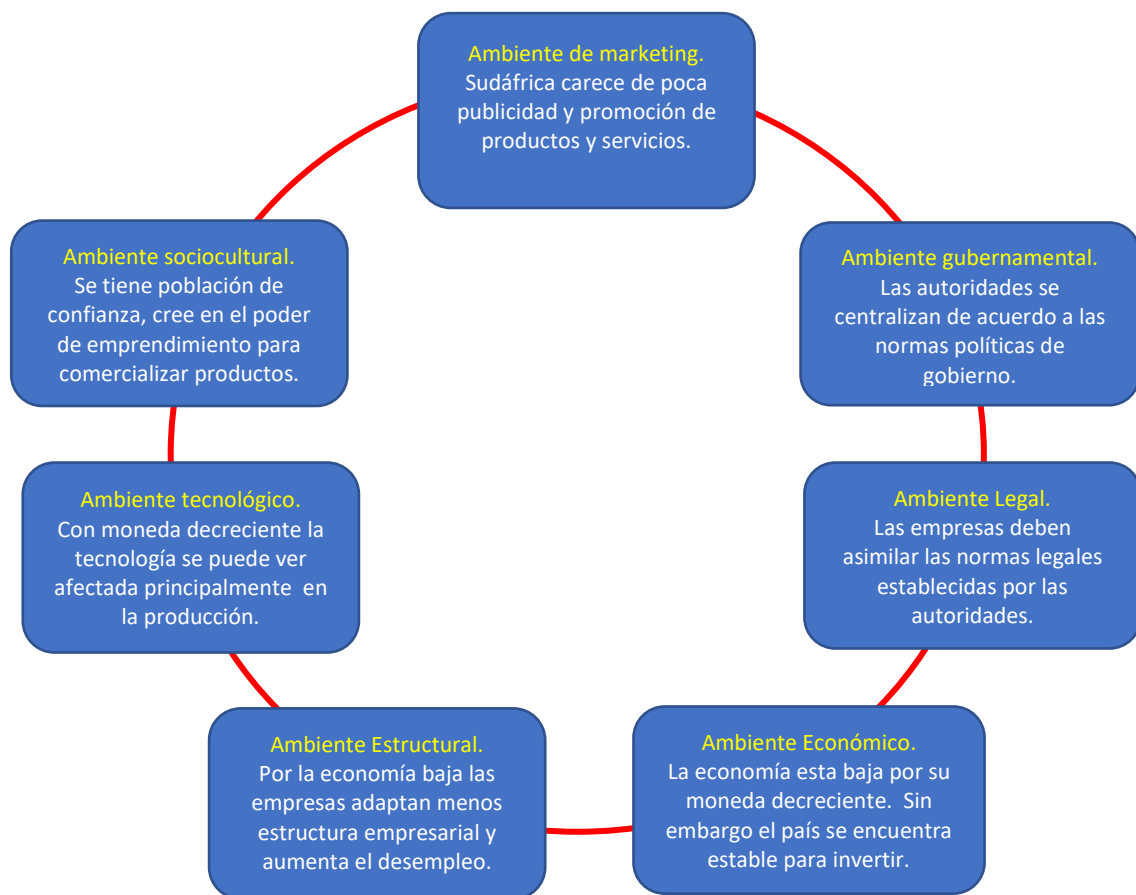 Ambiente de marketing.
Sudáfrica carece de poca
publicidad y promoción de
productos y servicios.
Ambiente sociocultural.
Se tiene población de
confianza, cree en el poder
de emprendimiento para
comercializar productos.
Ambiente gubernamental.
Las autoridades se
centralizan de acuerdo a las
normas políticas de
gobierno.
Ambiente tecnológico.
Con moneda decreciente la
tecnología se puede ver
afectada principalmente en
la producción.
Ambiente Legal.
Las empresas deben
asimilar las normas legales
establecidas por las
autoridades.
Ambiente Estructural.
Por la economía baja las
empresas adaptan menos
estructura empresarial y
aumenta el desempleo.
Ambiente Económico.
La economía esta baja por su
moneda decreciente. Sin
embargo el país se encuentra
estable para invertir.